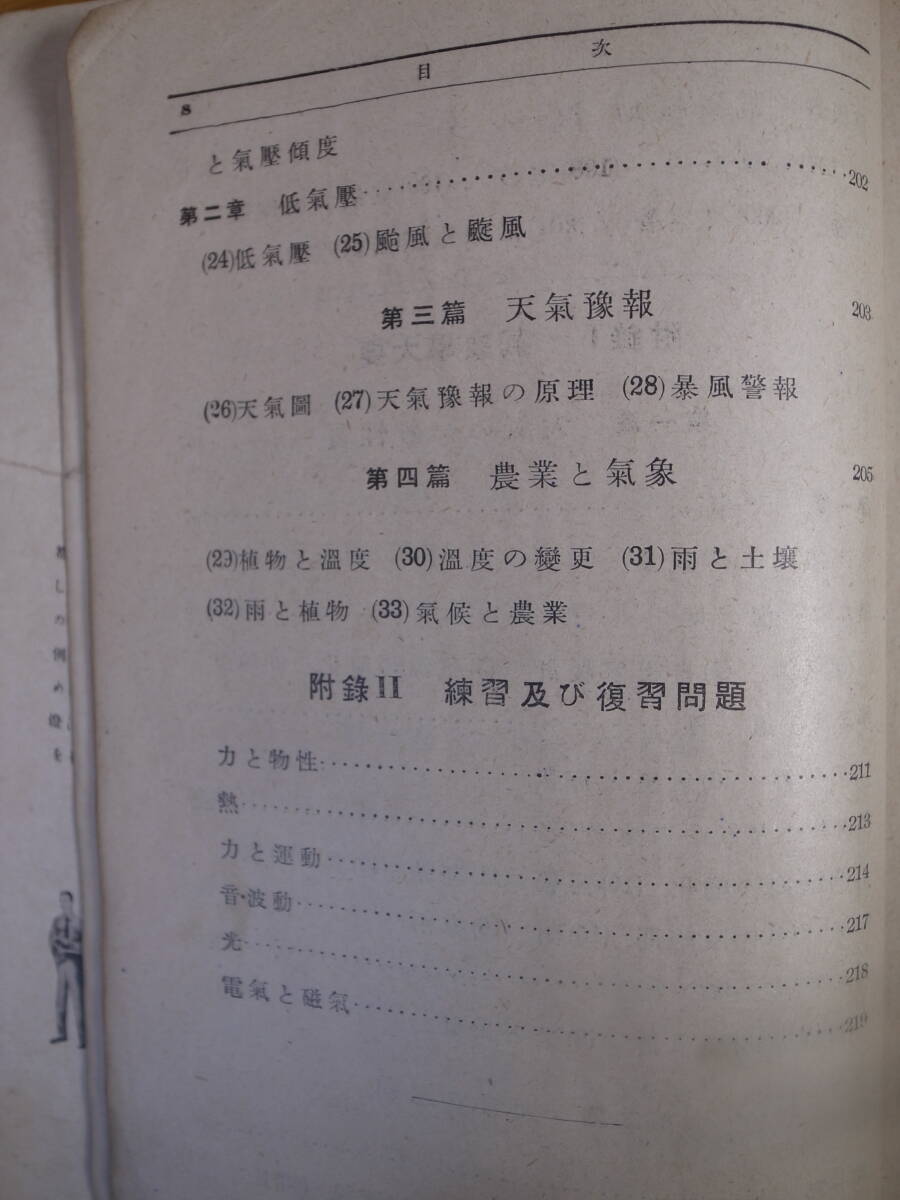 8 目次
と氣壓傾度
第二章 低氣壓 202
(24)低氣壓 (25)颱風と颮風
第三篇 天氣豫報 203
(26)天氣圖 (27)天氣豫報の原理 (28)暴風警報
第四篇 農業と氣象 205
(29)植物と溫度 (30)溫度の變更 (31)雨と土壤
(32)雨と植物 (33)氣候と農業
附錄II 練習及び復習問題
力と物性 211
熱 213
力と運動 214
音・波動 217
光 218
電氣と磁氣 219